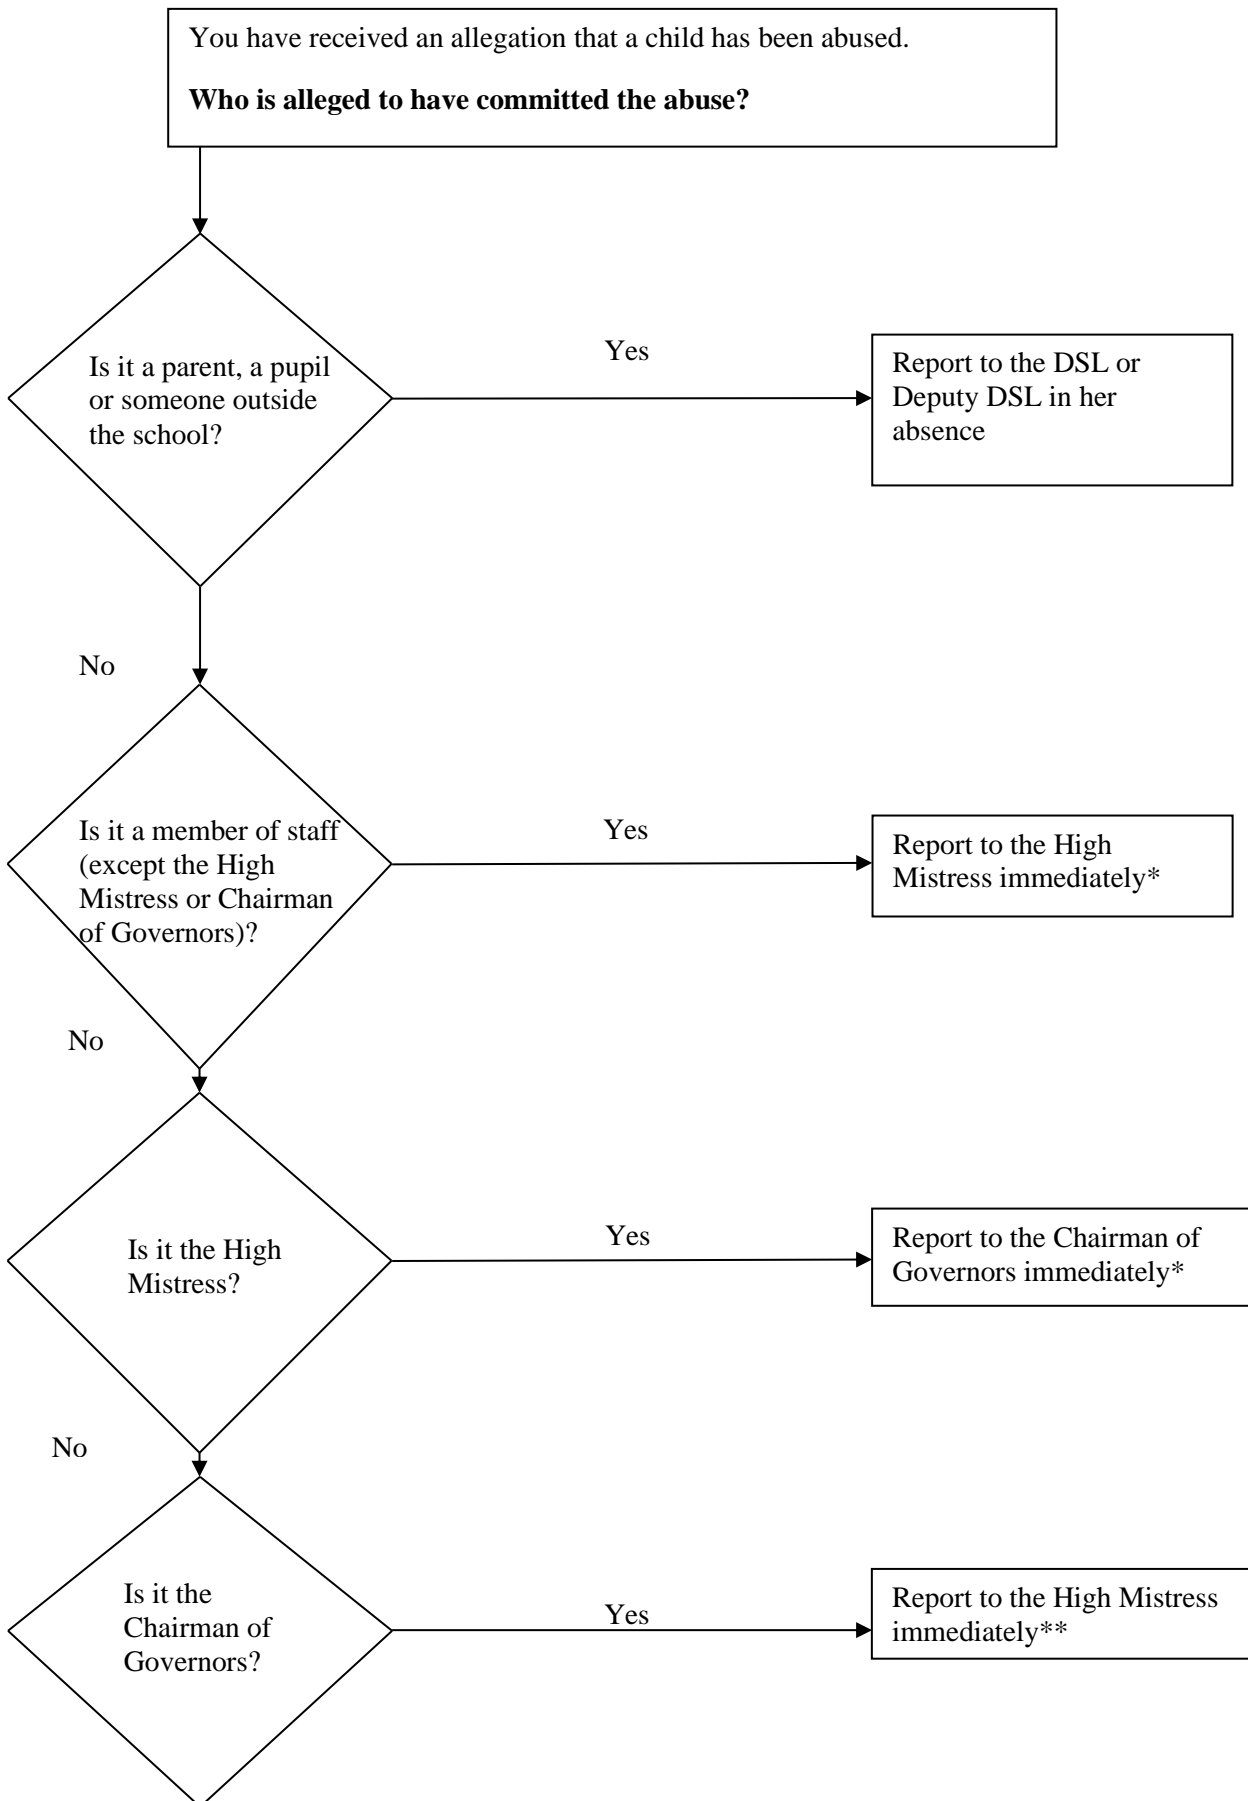 You have received an allegation that a child has been abused.
Who is alleged to have committed the abuse?
Is it a parent, a pupil
or someone outside
the school?
Yes
Report to the DSL or
Deputy DSL in her
absence
No
Is it a member of staff
(except the High
Mistress or Chairman
of Governors)?
Yes
Report to the High
Mistress immediately*
No
Is it the High
Mistress?
Yes
Report to the Chairman of
Governors immediately*
No
Is it the
Chairman of
Governors?
Yes
Report to the High Mistress
immediately**